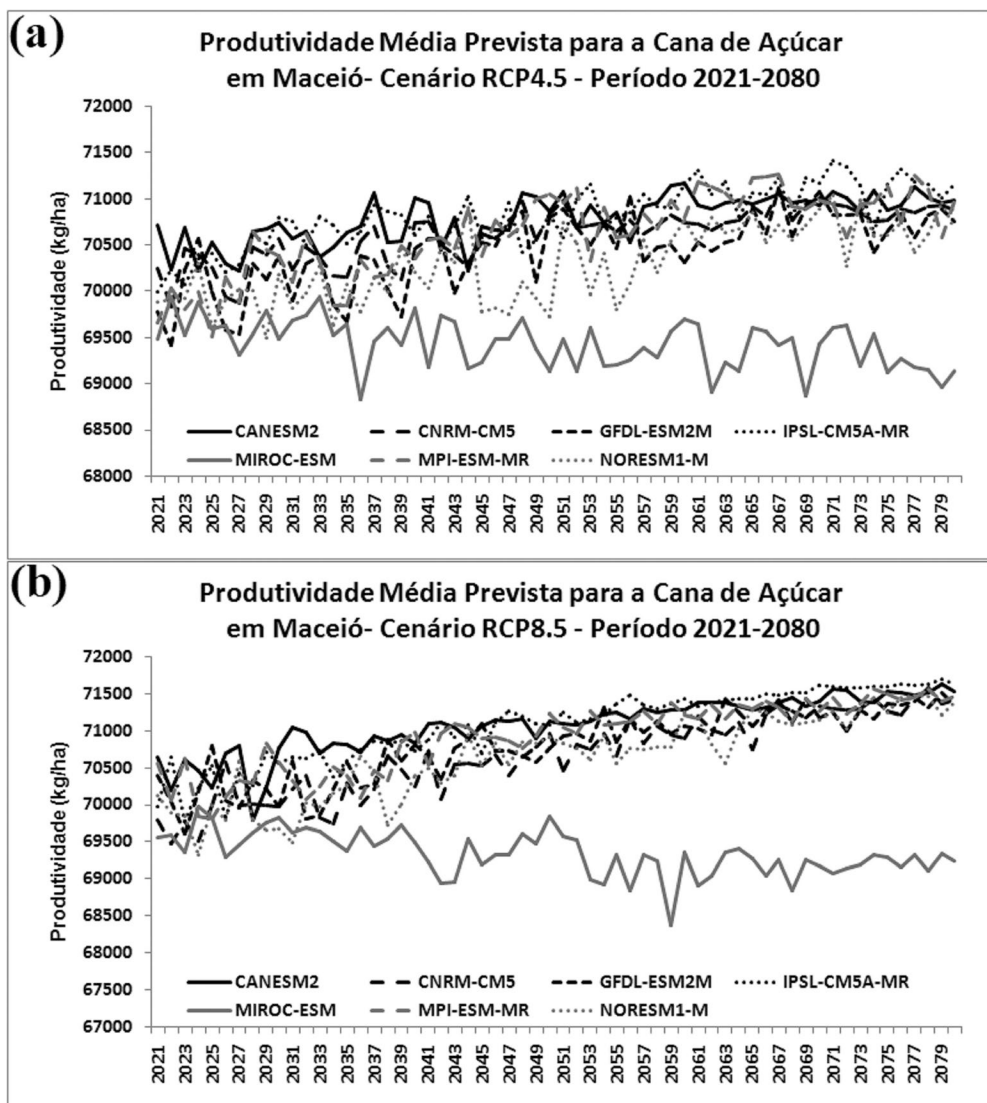 (a)
Produtividade Média Prevista para a Cana de Açúcar
em Maceió- Cenário RCP4.5 - Período 2021-2080
Produtividade (kg/ha)
72000
71500
71000
70500
70000
69500
69000
68500
68000
CANESM2 CNRM-CM5 GFDL-ESM2M IPSL-CM5A-MR
MIROC-ESM MPI-ESM-MR NORESM1-M
2021 2023 2025 2027 2029 2031 2033 2035 2037 2039 2041 2043 2045 2047 2049 2051 2053 2055 2057 2059 2061 2063 2065 2067 2069 2071 2073 2075 2077 2079
(b)
Produtividade Média Prevista para a Cana de Açúcar
em Maceió- Cenário RCP8.5 - Período 2021-2080
Produtividade (kg/ha)
72000
71500
71000
70500
70000
69500
69000
68500
68000
67500
67000
CANESM2 CNRM-CM5 GFDL-ESM2M IPSL-CM5A-MR
MIROC-ESM MPI-ESM-MR NORESM1-M
2021 2023 2025 2027 2029 2031 2033 2035 2037 2039 2041 2043 2045 2047 2049 2051 2053 2055 2057 2059 2061 2063 2065 2067 2069 2071 2073 2075 2077 2079